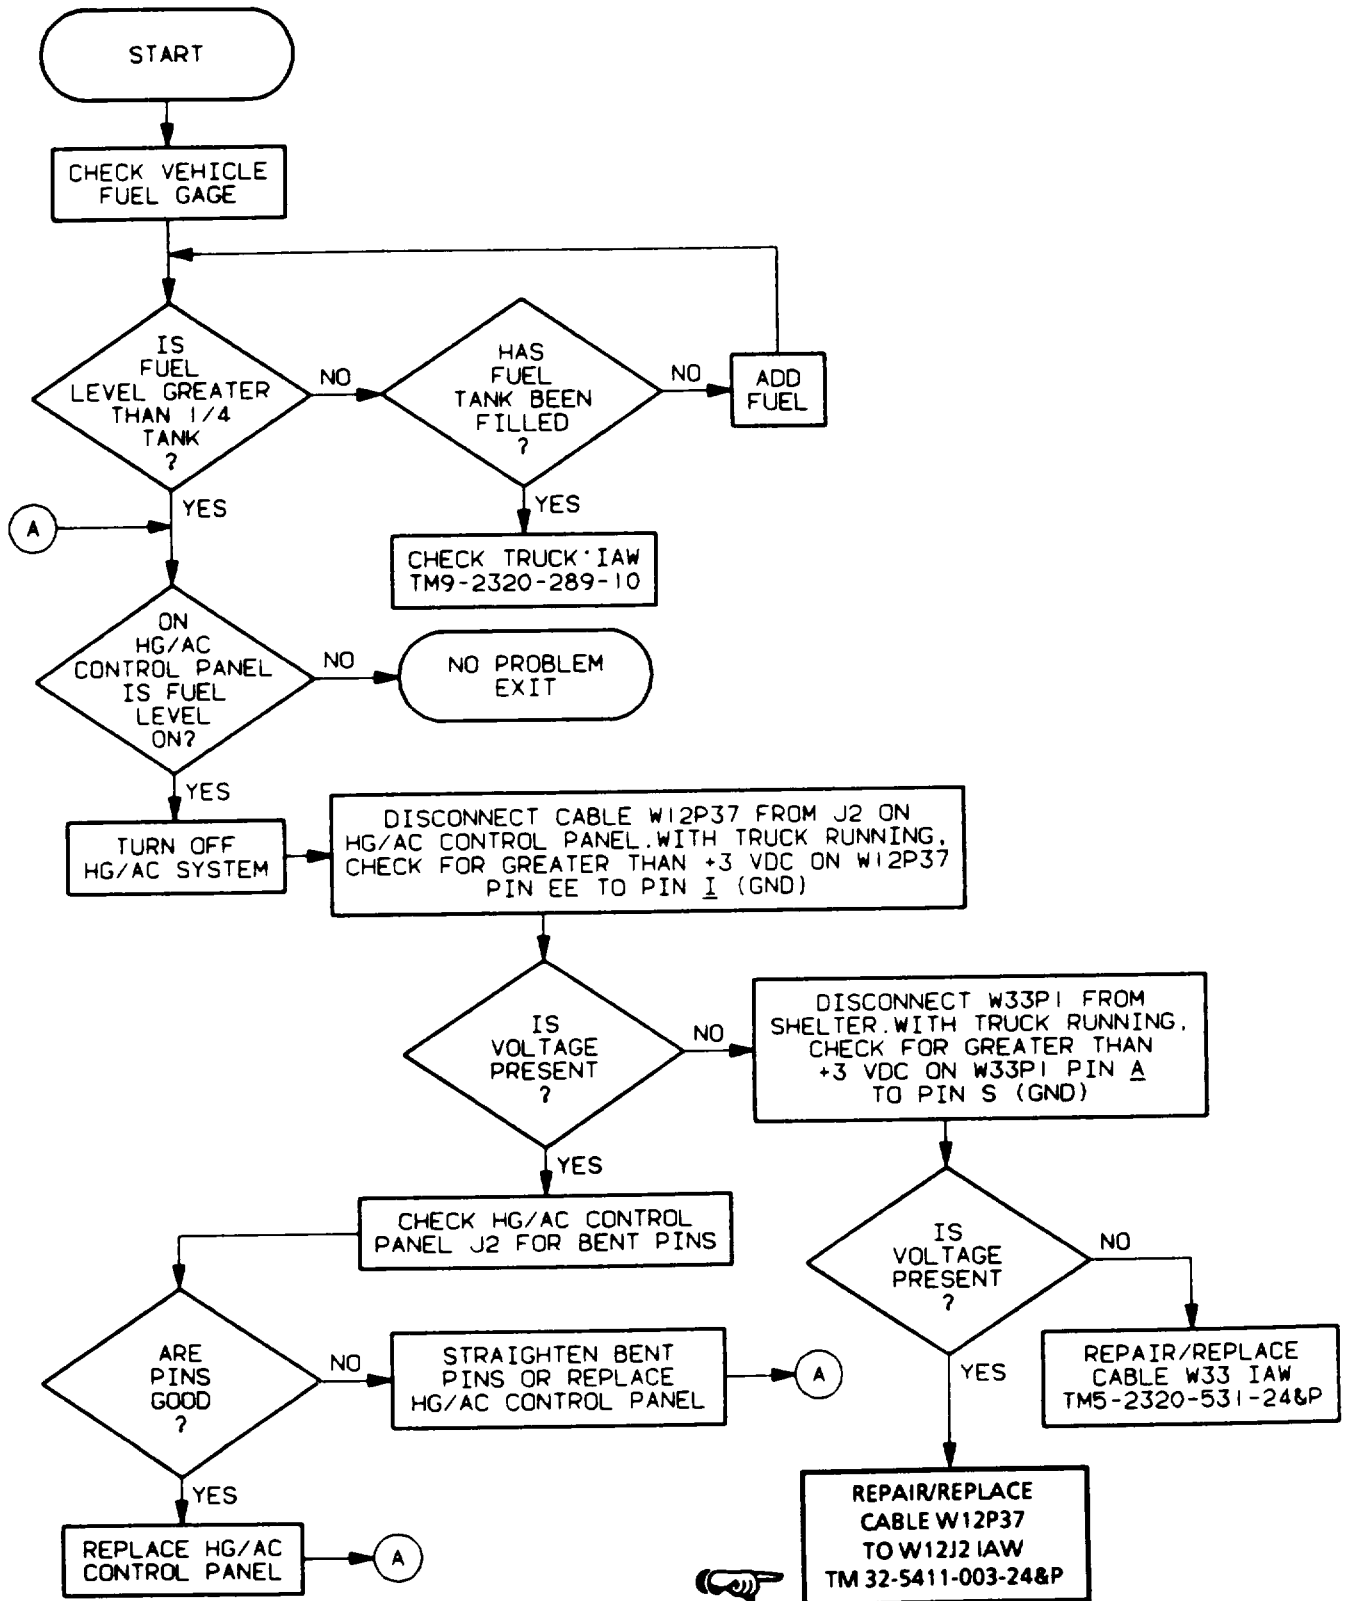 START
CHECK VEHICLE
FUEL GAGE
IS
FUEL
LEVEL GREATER
THAN 1/4
TANK
?
NO
HAS
FUEL
TANK BEEN
FILLED
?
NO
ADD
FUEL
YES
A
YES
CHECK TRUCK IAW
TM9-2320-289-10
ON
HG/AC
CONTROL PANEL
IS FUEL
LEVEL
ON?
NO
NO PROBLEM
EXIT
YES
TURN OFF
HG/AC SYSTEM
DISCONNECT CABLE W12P37 FROM J2 ON
HG/AC CONTROL PANEL.WITH TRUCK RUNNING,
CHECK FOR GREATER THAN +3 VDC ON W12P37
PIN EE TO PIN I (GND)
IS
VOLTAGE
PRESENT
?
NO
DISCONNECT W33P1 FROM
SHELTER.WITH TRUCK RUNNING,
CHECK FOR GREATER THAN
+3 VDC ON W33P1 PIN A
TO PIN S (GND)
YES
CHECK HG/AC CONTROL
PANEL J2 FOR BENT PINS
IS
VOLTAGE
PRESENT
?
NO
REPAIR/REPLACE
CABLE W33 IAW
TM5-2320-531-24&P
YES
ARE
PINS
GOOD
?
NO
STRAIGHTEN BENT
PINS OR REPLACE
HG/AC CONTROL PANEL
A
YES
REPLACE HG/AC
CONTROL PANEL
A
REPAIR/REPLACE
CABLE W12P37
TO W12J2 IAW
TM 32-5411-003-24&P